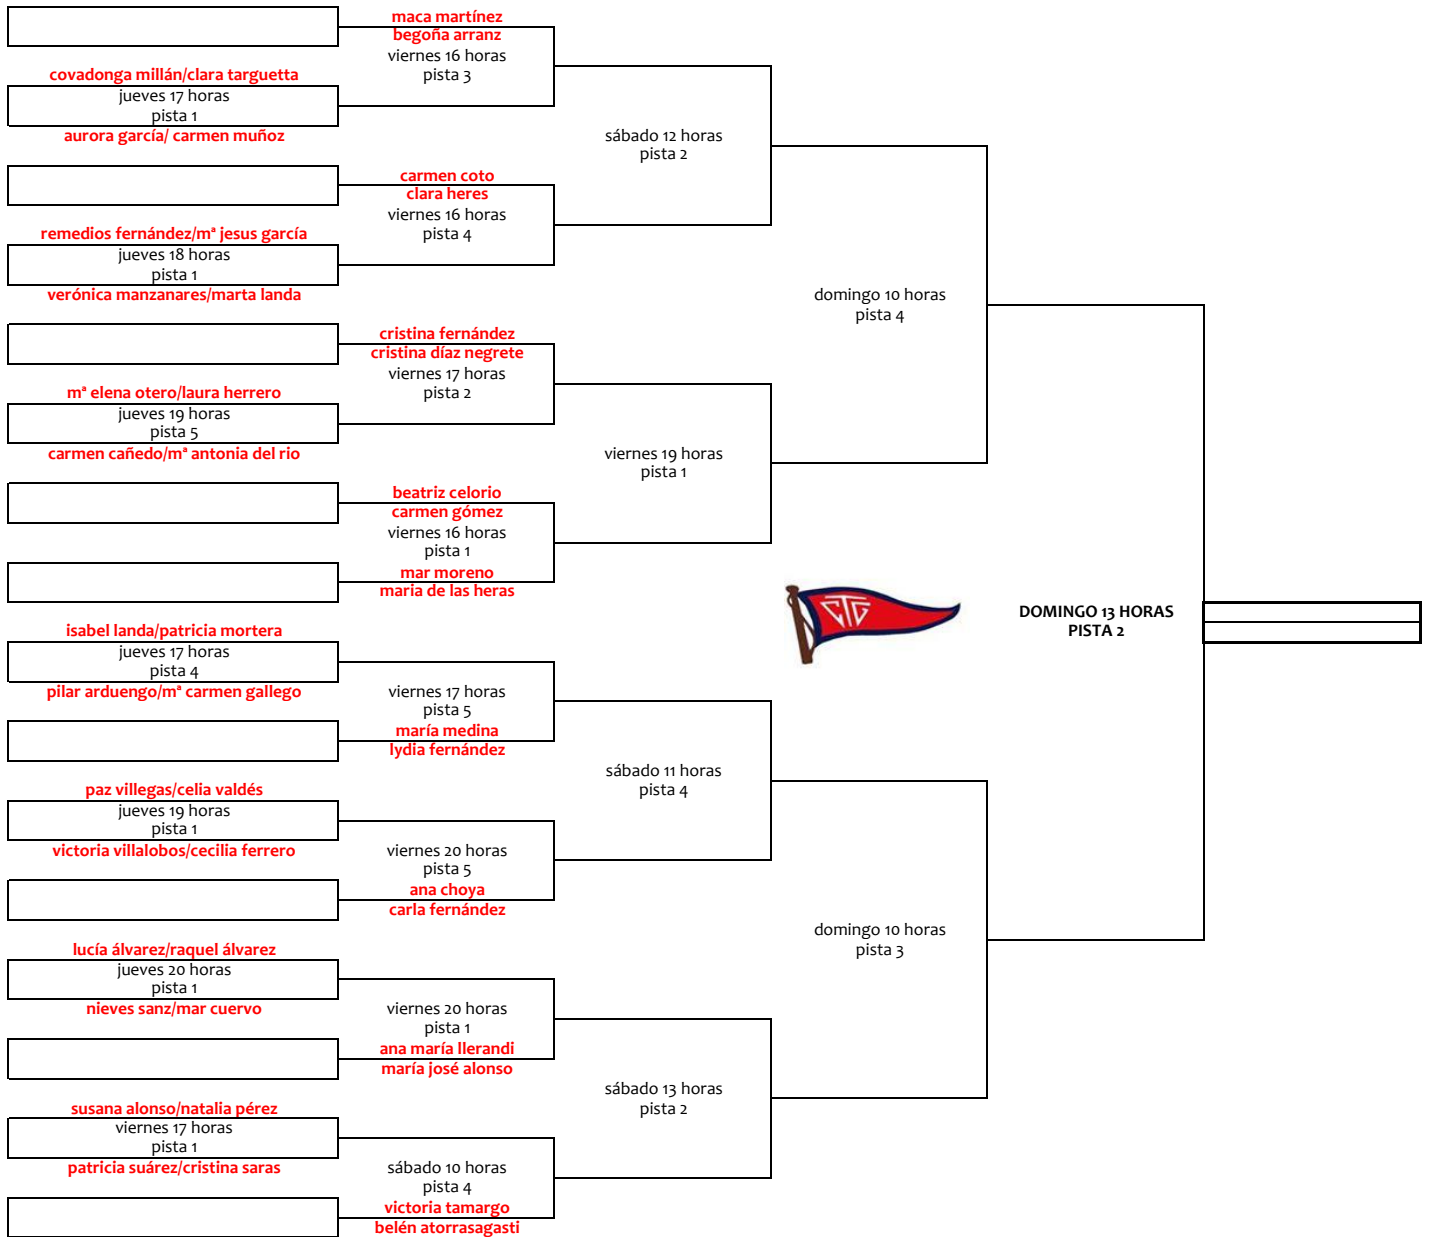 maca martínez
begoña arranz
viernes 16 horas
pista 3
covadonga millán/clara targuetta
jueves 17 horas
pista 1
aurora garcía/ carmen muñoz
sábado 12 horas
pista 2
carmen coto
clara heres
viernes 16 horas
pista 4
remedios fernández/mª jesus garcía
jueves 18 horas
pista 1
verónica manzanares/marta landa
domingo 10 horas
pista 4
cristina fernández
cristina díaz negrete
viernes 17 horas
pista 2
mª elena otero/laura herrero
jueves 19 horas
pista 5
carmen cañedo/mª antonia del rio
viernes 19 horas
pista 1
beatriz celorio
carmen gómez
viernes 16 horas
pista 1
mar moreno
maria de las heras
CTG
DOMINGO 13 HORAS
PISTA 2
isabel landa/patricia mortera
jueves 17 horas
pista 4
pilar arduengo/mª carmen gallego
viernes 17 horas
pista 5
maría medina
lydia fernández
sábado 11 horas
pista 4
paz villegas/celia valdés
jueves 19 horas
pista 1
victoria villalobos/cecilia ferrero
viernes 20 horas
pista 5
ana choya
carla fernández
domingo 10 horas
pista 3
lucía álvarez/raquel álvarez
jueves 20 horas
pista 1
nieves sanz/mar cuervo
viernes 20 horas
pista 1
ana maría llerandi
maría josé alonso
sábado 13 horas
pista 2
susana alonso/natalia pérez
viernes 17 horas
pista 1
patricia suárez/cristina saras
sábado 10 horas
pista 4
victoria tamargo
belén atorrasagasti